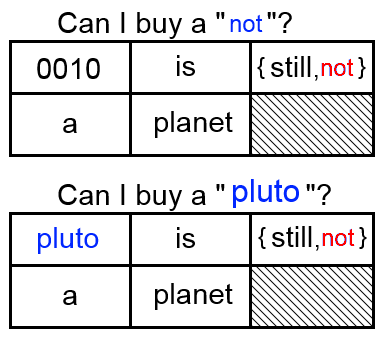 Can I buy a "not"?
0010 is {still,not}
a planet
Can I buy a "pluto"?
pluto is {still,not}
a planet